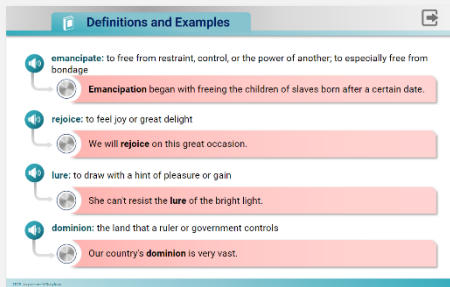 Definitions and Examples
emancipate: to free from restraint, control, or the power of another; to especially free from
bondage
Emancipation began with freeing the children of slaves born after a certain date.
rejoice: to feel joy or great delight
We will rejoice on this great occasion.
lure: to draw with a hint of pleasure or gain
She can't resist the lure of the bright light.
dominion: the land that a ruler or government controls
Our country's dominion is very vast.